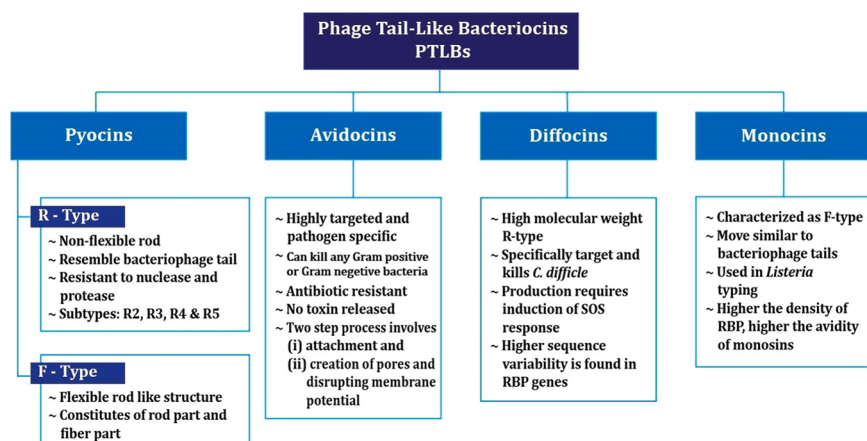 Phage Tail-Like Bacteriocins
PTLBs
Pyocins
R - Type
~ Non-flexible rod
~ Resemble bacteriophage tail
~ Resistant to nuclease and
protease
~ Subtypes: R2, R3, R4 & R5
F - Type
~ Flexible rod like structure
~ Constitutes of rod part and
fiber part
Avidocins
~ Highly targeted and
pathogen specific
~ Can kill any Gram positive
or Gram negetive bacteria
~ Antibiotic resistant
~ No toxin released
~ Two step process involves
(i) attachment and
(ii) creation of pores and
disrupting membrane
potential
Diffocins
~ High molecular weight
R-type
~ Specifically target and
kills C. difficle
~ Production requires
induction of SOS
response
~ Higher sequence
variability is found in
RBP genes
Monocins
~ Characterized as F-type
~ Move similar to
bacteriophage tails
~ Used in Listeria
typing
~ Higher the density of
RBP, higher the avidity
of monosins